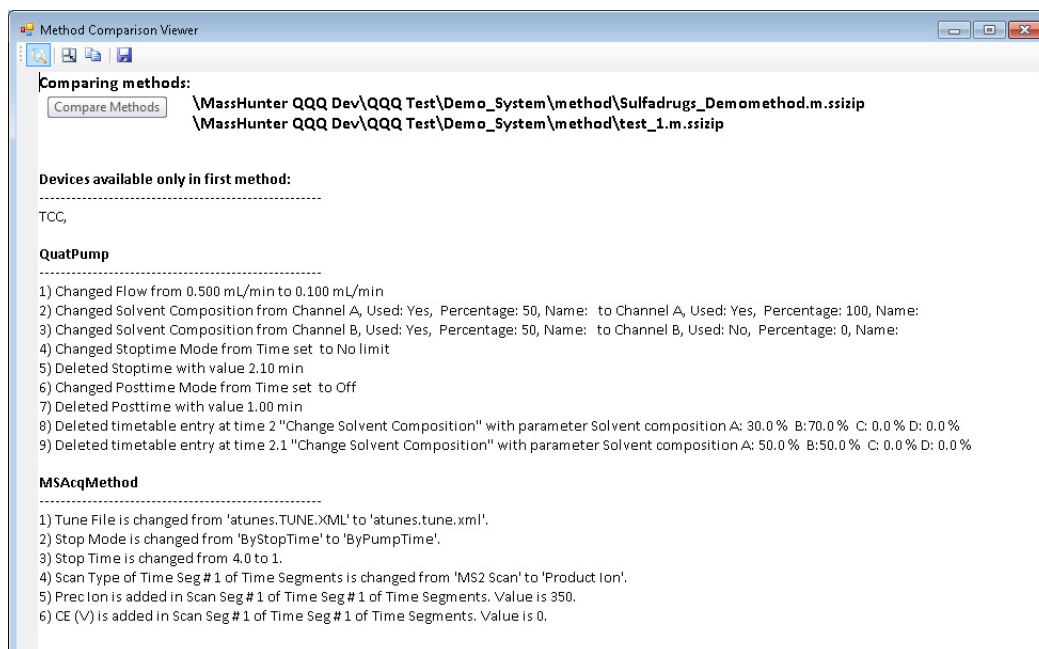 Method Comparison Viewer
Comparing methods:
Compare Methods
\MassHunter QQQ Dev\QQQ Test\Demo_System\method\Sulfadrugs_Demomethod.m.ssizip
\MassHunter QQQ Dev\QQQ Test\Demo_System\method\test_1.m.ssizip
Devices available only in first method:
-----------------------------------------------------
TCC,
QuatPump
-----------------------------------------------------
1) Changed Flow from 0.500 mL/min to 0.100 mL/min
2) Changed Solvent Composition from Channel A, Used: Yes, Percentage: 50, Name: to Channel A, Used: Yes, Percentage: 100, Name:
3) Changed Solvent Composition from Channel B, Used: Yes, Percentage: 50, Name: to Channel B, Used: No, Percentage: 0, Name:
4) Changed Stoptime Mode from Time set to No limit
5) Deleted Stoptime with value 2.10 min
6) Changed Posttime Mode from Time set to Off
7) Deleted Posttime with value 1.00 min
8) Deleted timetable entry at time 2 "Change Solvent Composition" with parameter Solvent composition A: 30.0 % B:70.0 % C: 0.0 % D: 0.0 %
9) Deleted timetable entry at time 2.1 "Change Solvent Composition" with parameter Solvent composition A: 50.0 % B:50.0 % C: 0.0 % D: 0.0 %
MSAcqMethod
-----------------------------------------------------
1) Tune File is changed from 'atunes.TUNE.XML' to 'atunes.tune.xml'.
2) Stop Mode is changed from 'ByStopTime' to 'ByPumpTime'.
3) Stop Time is changed from 4.0 to 1.
4) Scan Type of Time Seg # 1 of Time Segments is changed from 'MS2 Scan' to 'Product Ion'.
5) Prec Ion is added in Scan Seg # 1 of Time Seg # 1 of Time Segments. Value is 350.
6) CE (V) is added in Scan Seg # 1 of Time Seg # 1 of Time Segments. Value is 0.